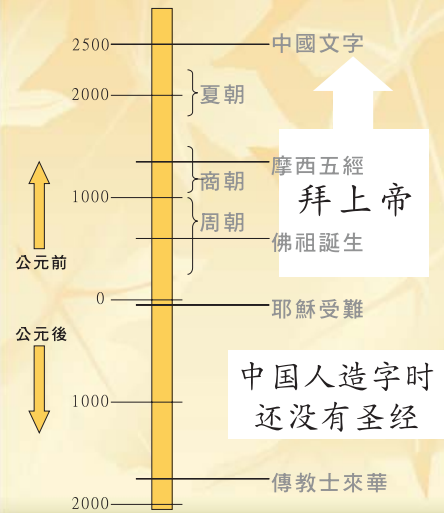 2500
中國文字
2000
夏朝
摩西五經
商朝
拜上帝
1000
周朝
佛祖誕生
公元前
0
耶穌受難
公元後
中国人造字时
还没有圣经
1000
傳教士來華
2000